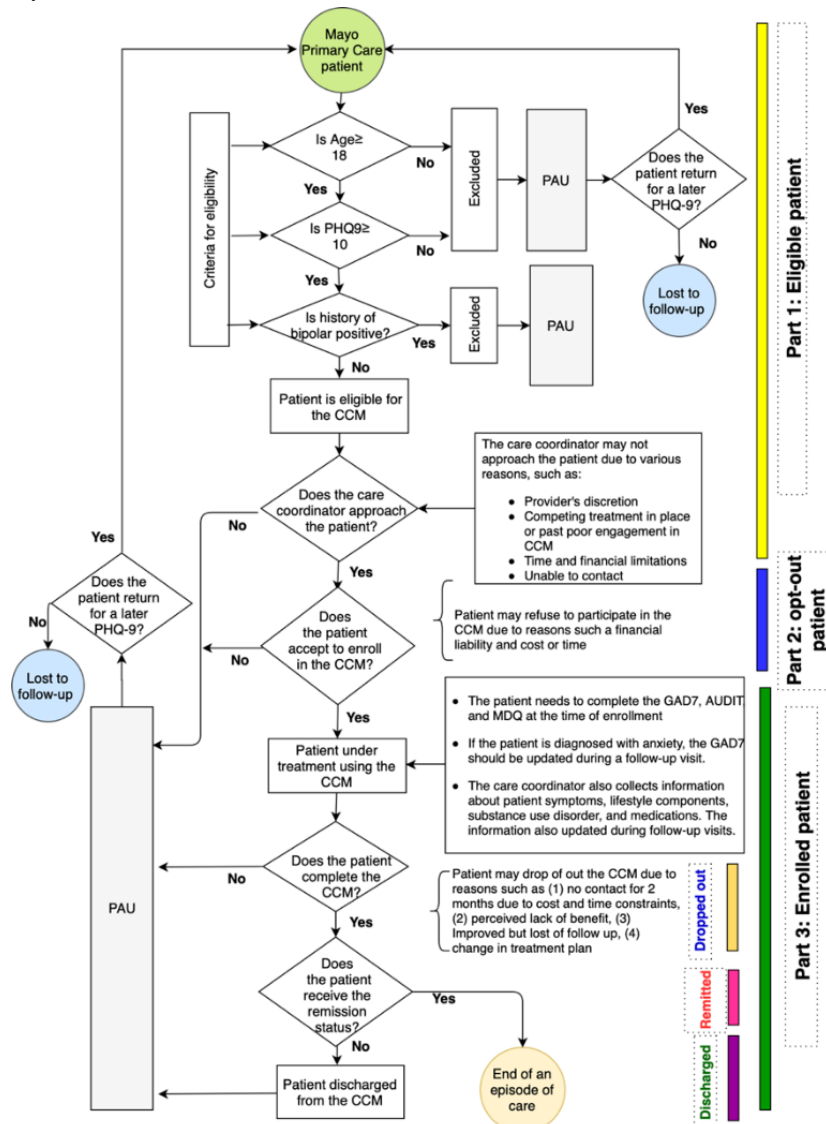 Mayo
Primary Care
patient
Yes
Part 1: Eligible patient
Criteria for eligibility
Is Age≥
18
No
Excluded
PAU
Does the
patient return
for a later
PHQ-9?
Yes
No
Is PHQ9≥
10
No
Lost to
follow-up
Yes
Is history of
bipolar positive?
Yes
Excluded
PAU
No
Patient is eligible for
the CCM
The care coordinator may not
approach the patient due to various
reasons, such as:
● Provider's discretion
● Competing treatment in place
or past poor engagement in
CCM
● Time and financial limitations
● Unable to contact
Does the care
coordinator approach
the patient?
No
Yes
Yes
Does the
patient return
for a later
PHQ-9?
No
Lost to
follow-up
Part 2: opt-out
patient
Does
the patient
accept to enroll
in the CCM?
No
Patient may refuse to participate in the
CCM due to reasons such a financial
liability and cost or time
Yes
Patient under
treatment using the
CCM
● The patient needs to complete the GAD7, AUDIT,
and MDQ at the time of enrollment
● If the patient is diagnosed with anxiety, the GAD7
should be updated during a follow-up visit.
● The care coordinator also collects information
about patient symptoms, lifestyle components,
substance use disorder, and medications. The
information also updated during follow-up visits.
Part 3: Enrolled patient
PAU
Does the patient
complete the
CCM?
No
Patient may drop of out the CCM due to
reasons such as (1) no contact for 2
months due to cost and time constraints,
(2) perceived lack of benefit, (3)
Improved but lost of follow up, (4)
change in treatment plan
Dropped out
Yes
Does
the patient
receive the
remission
status?
Yes
Remitted
No
Patient discharged
from the CCM
End of an
episode of
care
Discharged